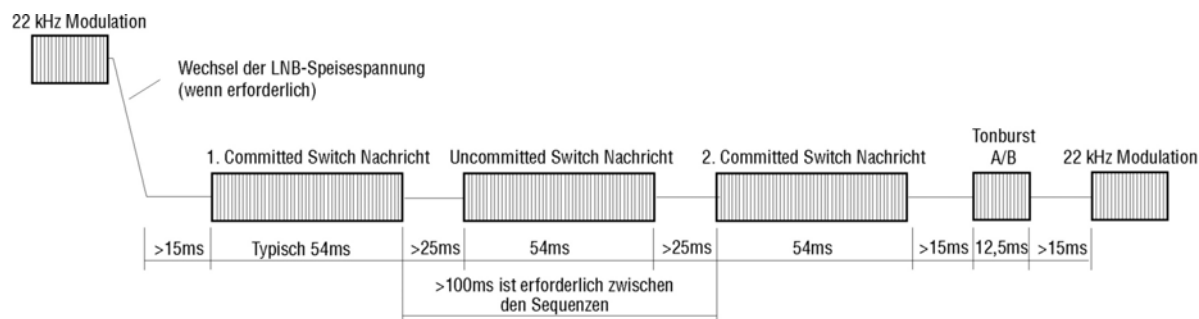 22 kHz Modulation
Wechsel der LNB-Speisespannung
(wenn erforderlich)
1. Committed Switch Nachricht
Uncommitted Switch Nachricht
2. Committed Switch Nachricht
Tonburst
A/B
22 kHz Modulation
>15ms
Typisch 54ms
>25ms
54ms
>25ms
54ms
>15ms
12,5ms
>15ms
>100ms ist erforderlich zwischen
den Sequenzen